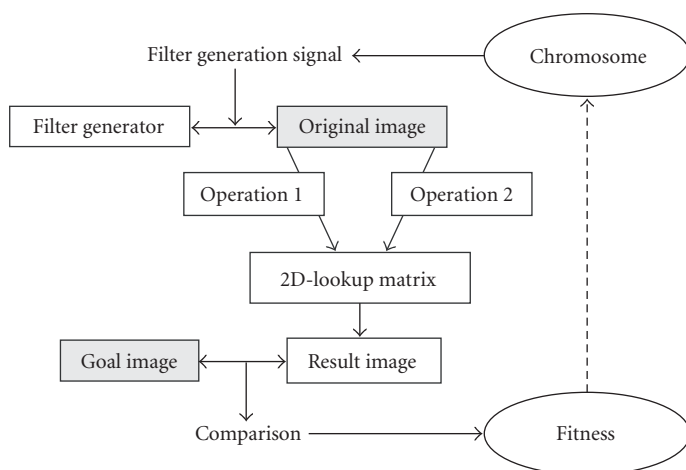 Filter generation signal
Chromosome
Filter generator
Original image
Operation 1
Operation 2
2D-lookup matrix
Goal image
Result image
Comparison
Fitness